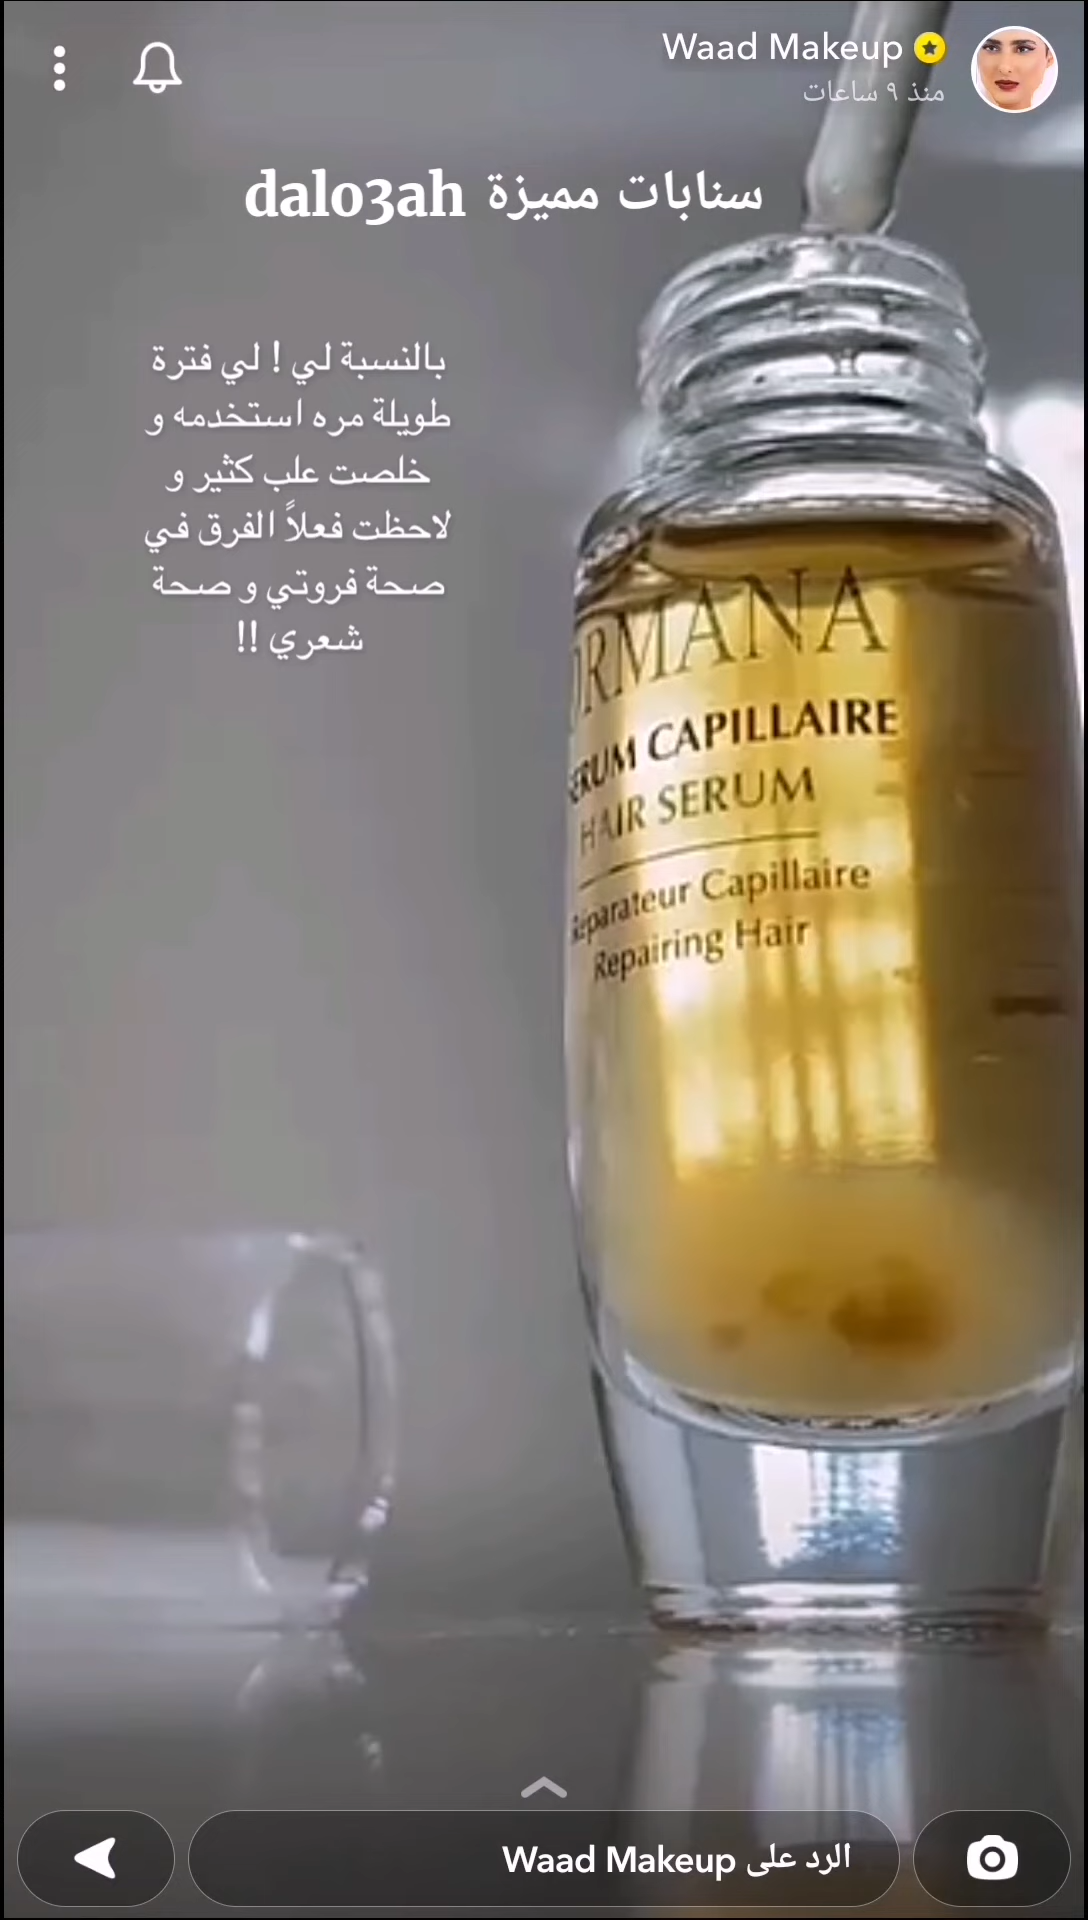 Waad Makeup
منذ ٩ ساعات
سنابات مميزة dalo3ah
بالنسبة لي ! لي فترة
طويلة مره استخدمه و
خلصت علب كثير و
لاحظت فعلاً الفرق في
صحة فروتي و صحة
شعري !!
ORMANA
SERUM CAPILLAIRE
HAIR SERUM
Réparateur Capillaire
Repairing Hair
الرد على Waad Makeup